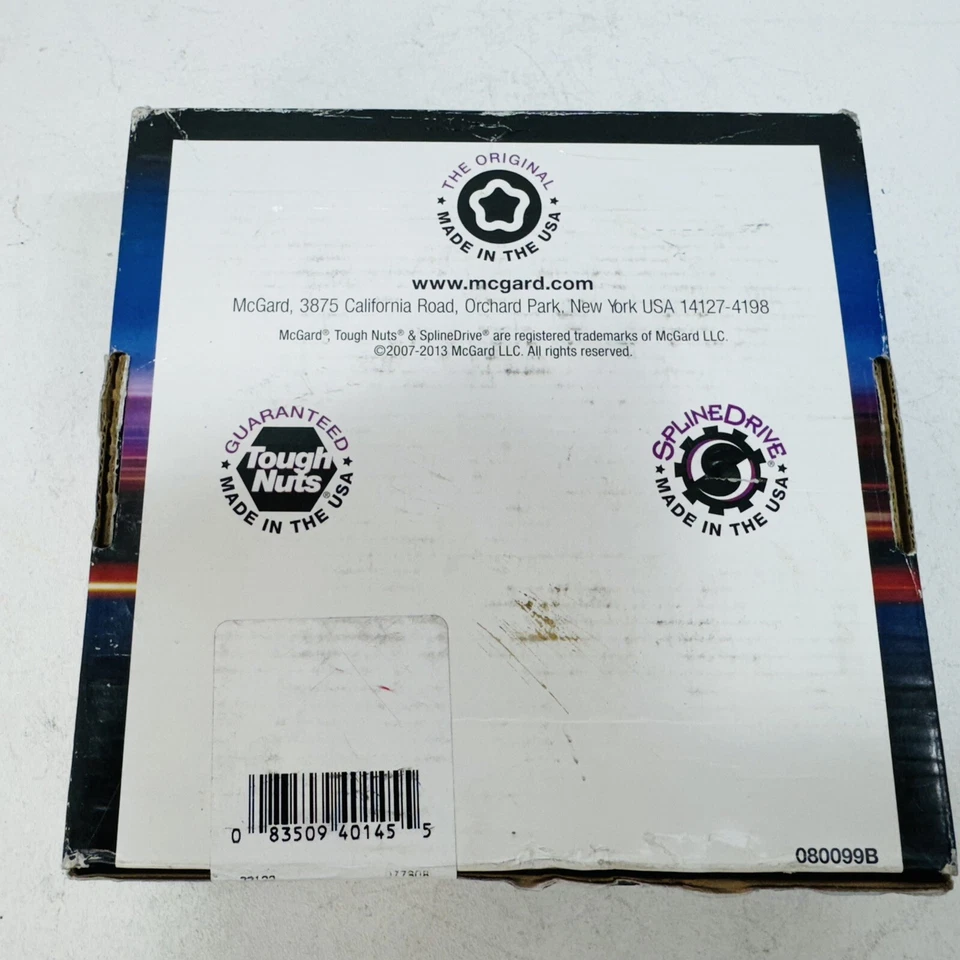 THE ORIGINAL
★ MADE IN THE USA ★
www.mcgard.com
McGard, 3875 California Road, Orchard Park, New York USA 14127-4198
McGard®, Tough Nuts® & SplineDrive® are registered trademarks of McGard LLC.
©2007-2013 McGard LLC. All rights reserved.
GUARANTEED
Tough
Nuts®
★ MADE IN THE USA ★
SPLINEDRIVE®
S
★ MADE IN THE USA ★
0 83509 40145 5
080099B